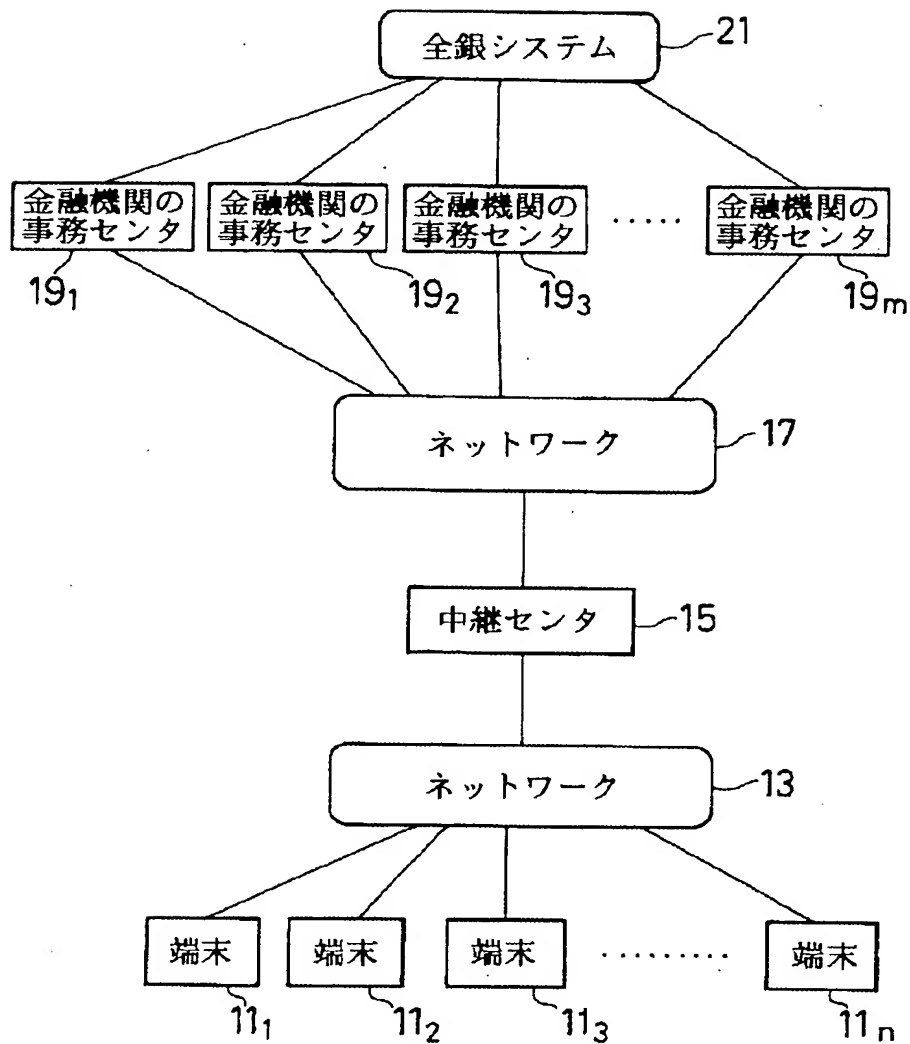 全銀システム
21
金融機関の
事務センタ
19₁
金融機関の
事務センタ
19₂
金融機関の
事務センタ
19₃
......
金融機関の
事務センタ
19m
ネットワーク
17
中継センタ
15
ネットワーク
13
端末
11₁
端末
11₂
端末
11₃
.........
端末
11n